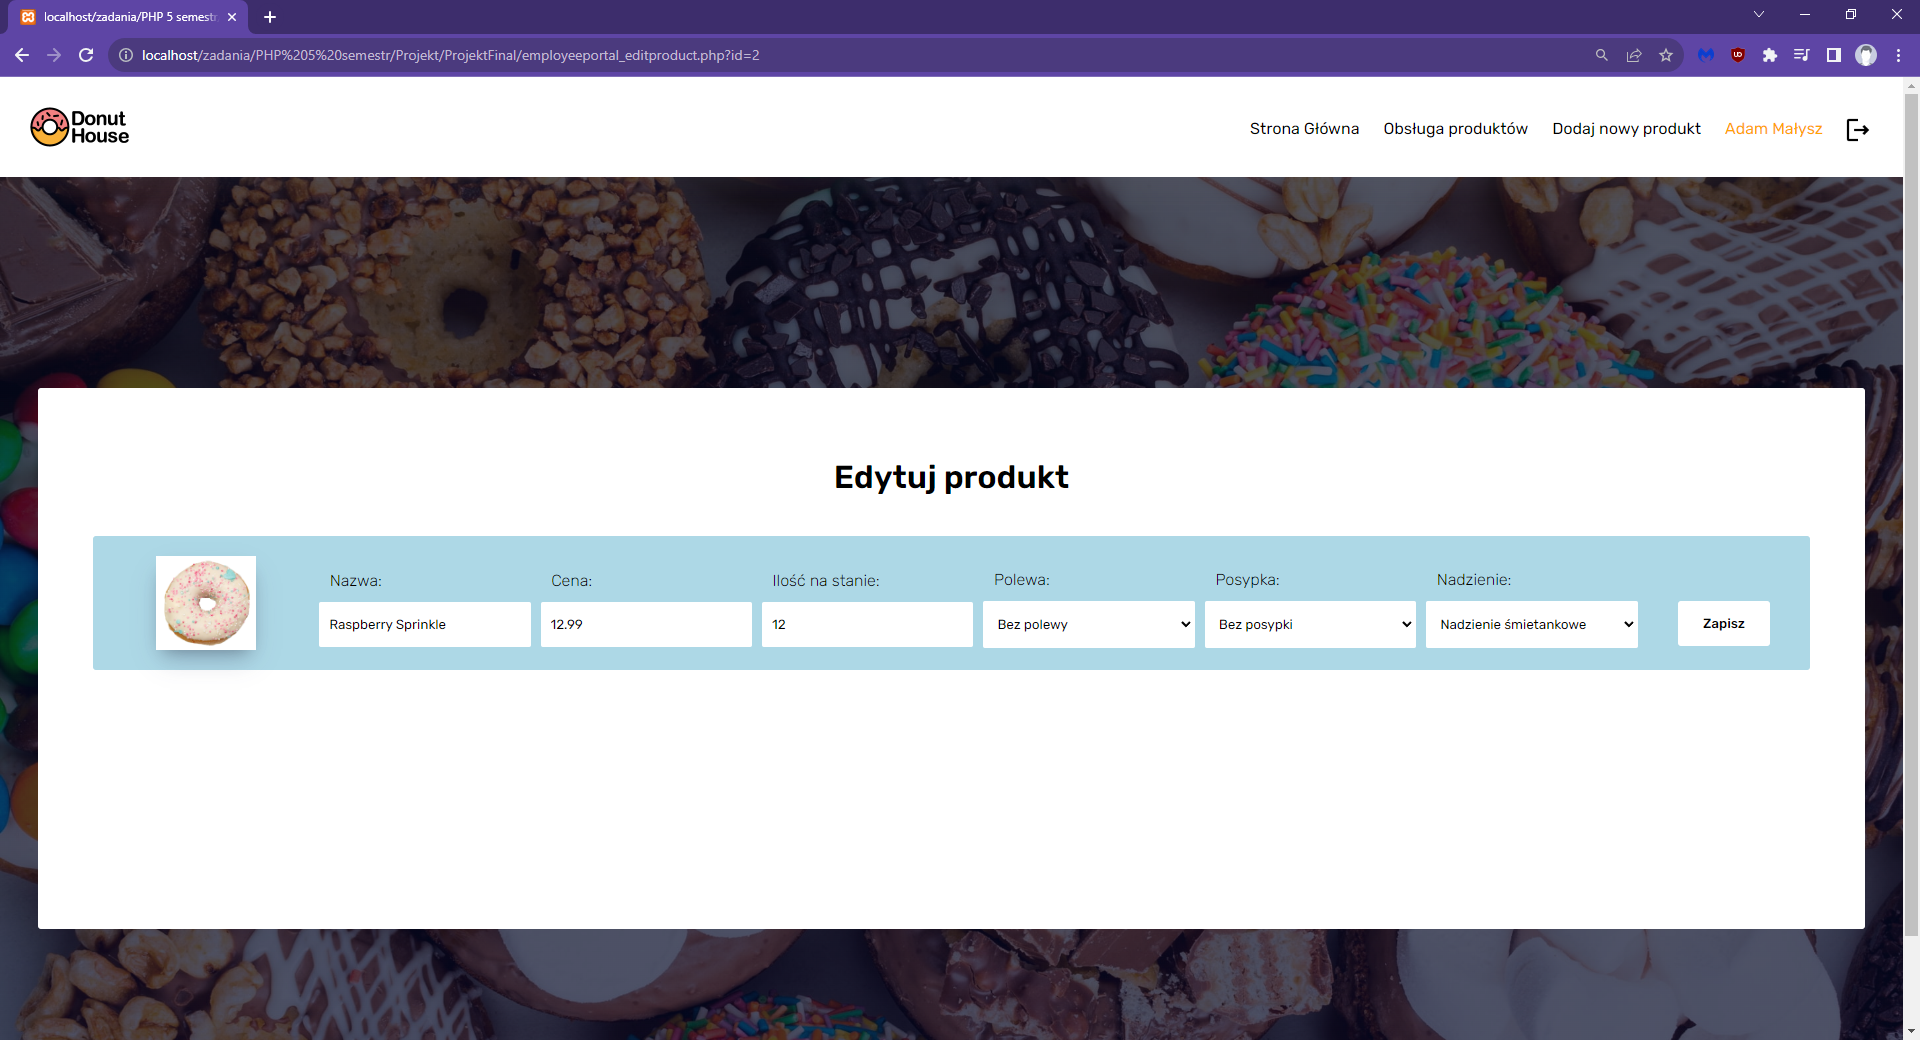 localhost/zadania/PHP 5 semestr
localhost/zadania/PHP%205%20semestr/Projekt/ProjektFinal/employeeportal_editproduct.php?id=2
Donut
House
Strona Główna Obsługa produktów Dodaj nowy produkt Adam Małysz
Edytuj produkt
Nazwa: Cena: Ilość na stanie: Polewa: Posypka: Nadzienie:
Raspberry Sprinkle 12.99 12 Bez polewy Bez posypki Nadzienie śmietankowe Zapisz